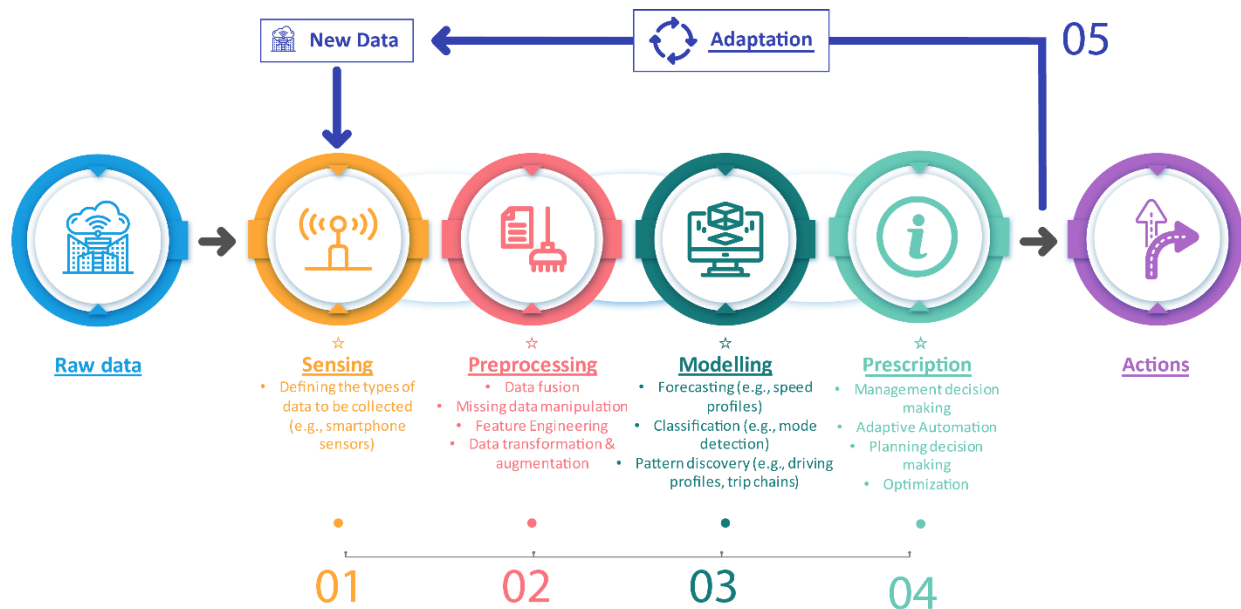 New Data
Adaptation
05
Raw data
Sensing
• Defining the types of
data to be collected
(e.g., smartphone
sensors)
Preprocessing
• Data fusion
• Missing data manipulation
• Feature Engineering
• Data transformation &
augmentation
Modelling
• Forecasting (e.g., speed
profiles)
• Classification (e.g., mode
detection)
• Pattern discovery (e.g., driving
profiles, trip chains)
Prescription
• Management decision
making
• Adaptive Automation
• Planning decision
making
• Optimization
Actions
01
02
03
04